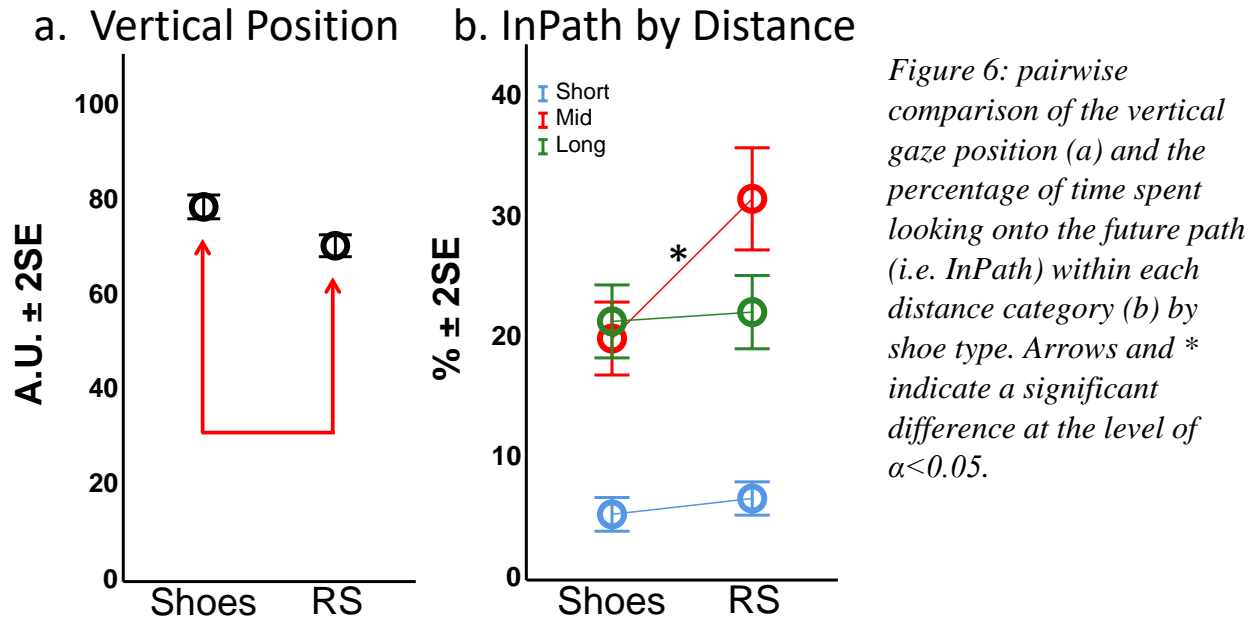 a. Vertical Position
A.U. ± 2SE
100
80
60
40
20
0
Shoes RS
b. InPath by Distance
% ± 2SE
40
30
20
10
0
Short
Mid
Long
*
Shoes RS
Figure 6: pairwise
comparison of the vertical
gaze position (a) and the
percentage of time spent
looking onto the future path
(i.e. InPath) within each
distance category (b) by
shoe type. Arrows and *
indicate a significant
difference at the level of
α<0.05.